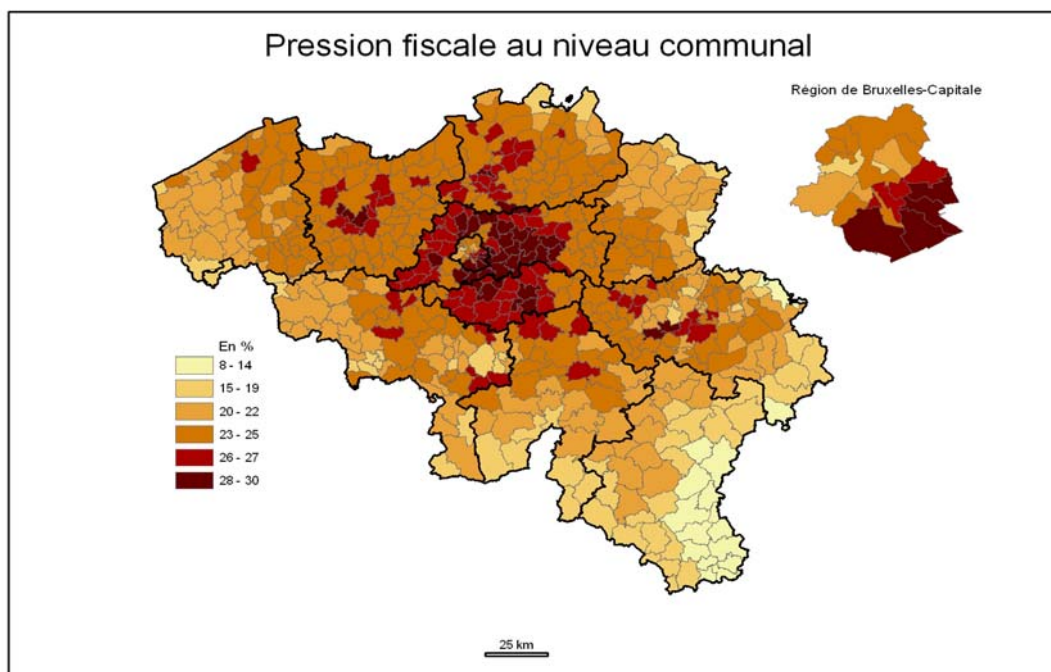 Pression fiscale au niveau communal
Région de Bruxelles-Capitale
En %
8 - 14
15 - 19
20 - 22
23 - 25
26 - 27
28 - 30
25 km